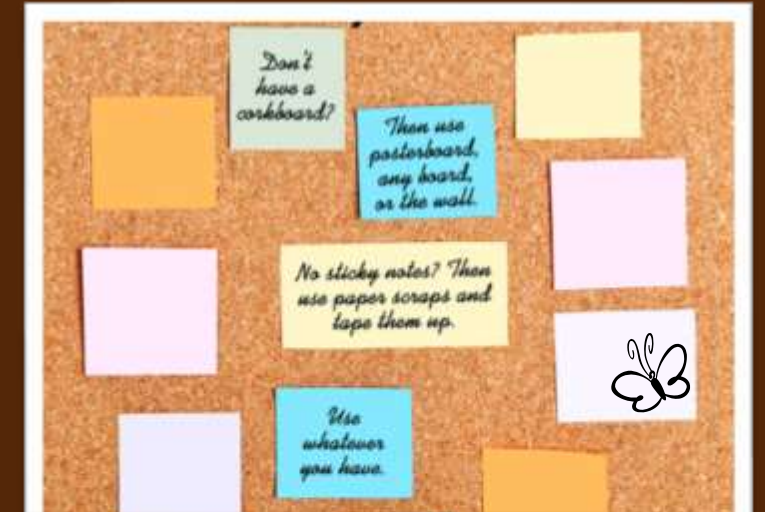 Don't
have a
corkboard?
Then use
posterboard,
any board,
or the wall.
No sticky notes? Then
use paper scraps and
tape them up.
Use
whatever
you have.